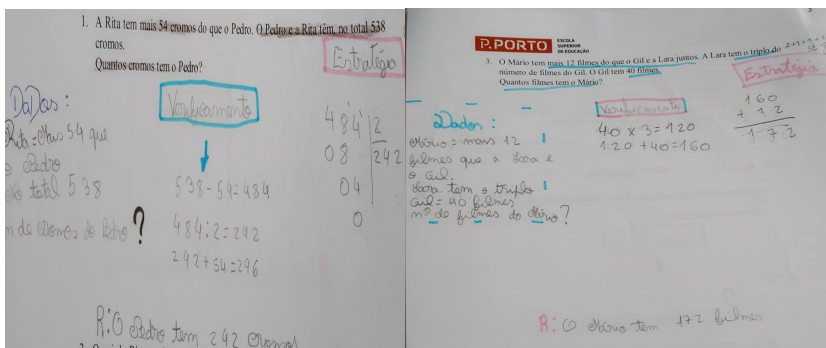 1. A Rita tem mais 54 cromos do que o Pedro. O Pedro e a Rita têm, no total 538
cromos.
Quantos cromos tem o Pedro?
Estratégia
Dados:
Rita = Mais 54 que
o Pedro
No total 538
n de cromos do Pedro ?
538 - 54 = 484
484 : 2 = 242
242 + 54 = 296
484 2
08 242
04
0
R: O Pedro tem 242 cromos
P.PORTO
ESCOLA
SUPERIOR
DE EDUCAÇÃO
3. O Mário tem mais 12 filmes do que o Gil e a Lara juntos. A Lara tem o triplo do
número de filmes do Gil. O Gil tem 40 filmes.
Quantos filmes tem o Mário?
Estratégia
Dados:
Mário = mais 12
filmes que a Lara e
o Gil.
Lara tem o triplo
Gil = 40 filmes
nº de filmes do Mário?
40 x 3 = 120
120 + 40 = 160
160
+ 12
172
R: O Mário tem 172 filmes